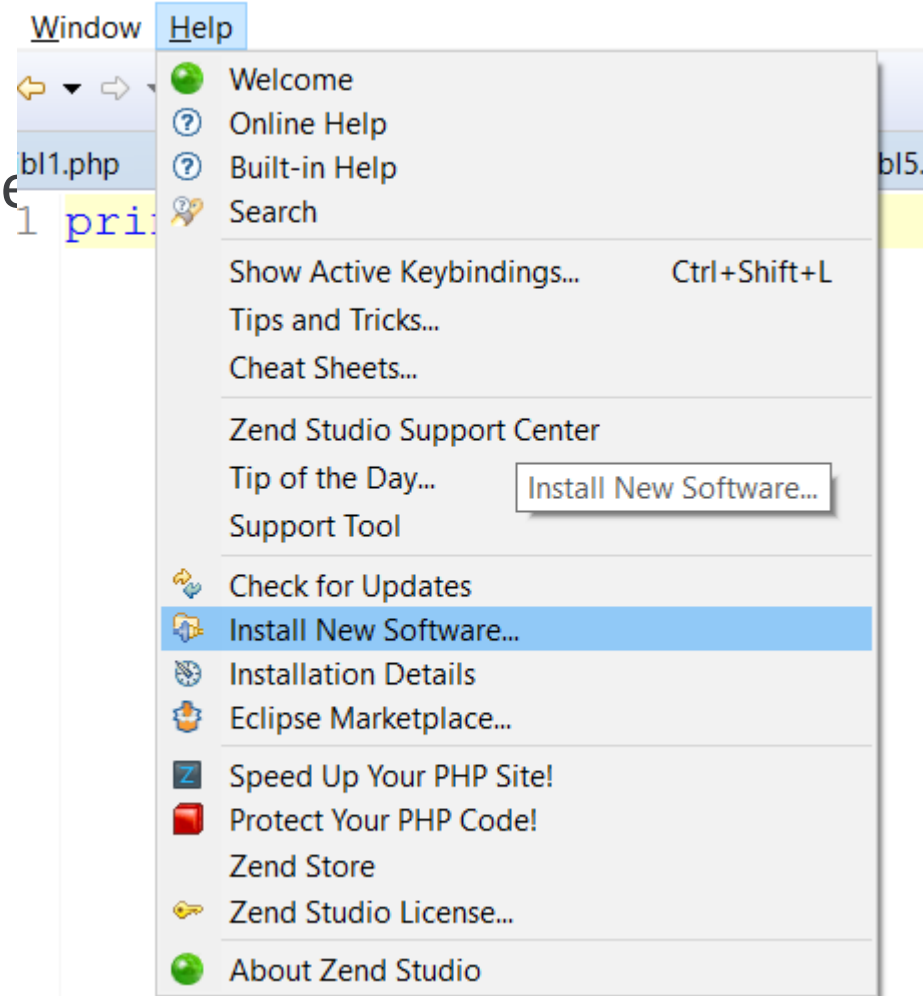 Window Help
Welcome
Online Help
bl1.php Built-in Help bl5.
Search
1 pri
Show Active Keybindings... Ctrl+Shift+L
Tips and Tricks...
Cheat Sheets...
Zend Studio Support Center
Tip of the Day... Install New Software...
Support Tool
Check for Updates
Install New Software...
Installation Details
Eclipse Marketplace...
Speed Up Your PHP Site!
Protect Your PHP Code!
Zend Store
Zend Studio License...
About Zend Studio